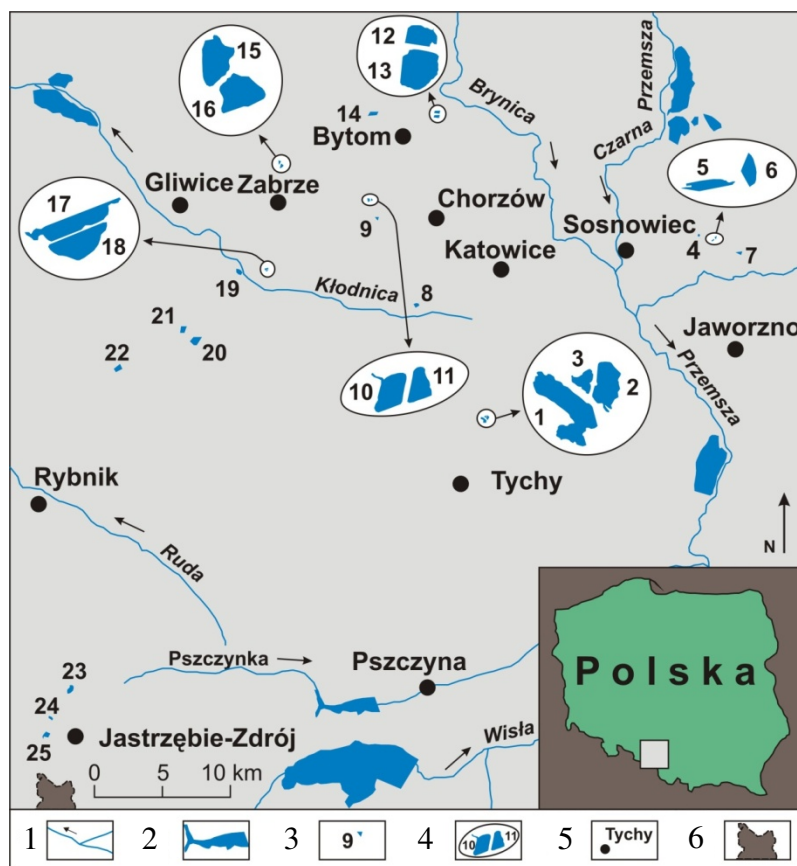 12
13
15
16
14
Bytom
Brynica
Czarna
Przemsza
5
6
17
18
Gliwice
Zabrze
9
Chorzów
Katowice
Sosnowiec
4
7
19
Kłodnica
8
21
20
22
10
11
Jaworzno
Przemsza
3
2
1
Rybnik
Tychy
N
Ruda
Pszczynka
Pszczyna
Polska
23
24
25
Jastrzębie-Zdrój
Wisła
0 5 10 km
1 2 3 9 4 10 11 5 Tychy 6